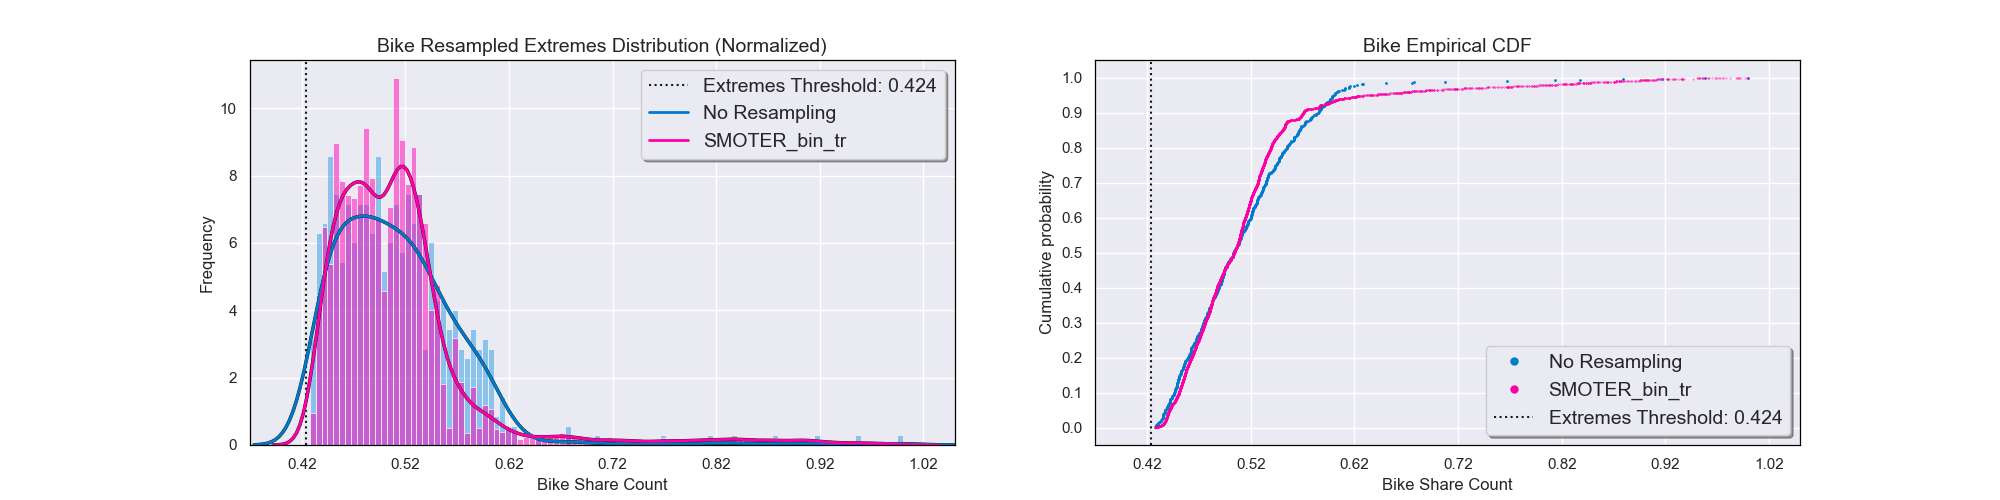 Bike Resampled Extremes Distribution (Normalized)
Extremes Threshold: 0.424
No Resampling
SMOTER_bin_tr
Frequency
10
8
6
4
2
0
0.42 0.52 0.62 0.72 0.82 0.92 1.02
Bike Share Count
Bike Empirical CDF
Cumulative probability
1.0
0.9
0.8
0.7
0.6
0.5
0.4
0.3
0.2
0.1
0.0
No Resampling
SMOTER_bin_tr
Extremes Threshold: 0.424
0.42 0.52 0.62 0.72 0.82 0.92 1.02
Bike Share Count